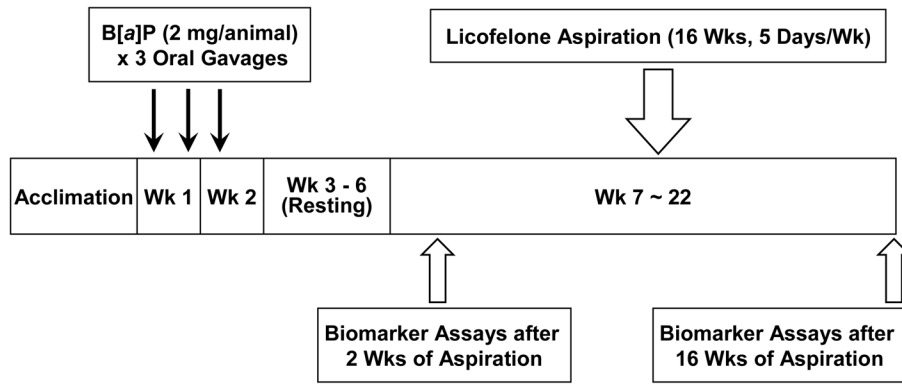 B[a]P (2 mg/animal)
x 3 Oral Gavages
Licofelone Aspiration (16 Wks, 5 Days/Wk)
Acclimation
Wk 1
Wk 2
Wk 3 - 6
(Resting)
Wk 7 ~ 22
Biomarker Assays after
2 Wks of Aspiration
Biomarker Assays after
16 Wks of Aspiration